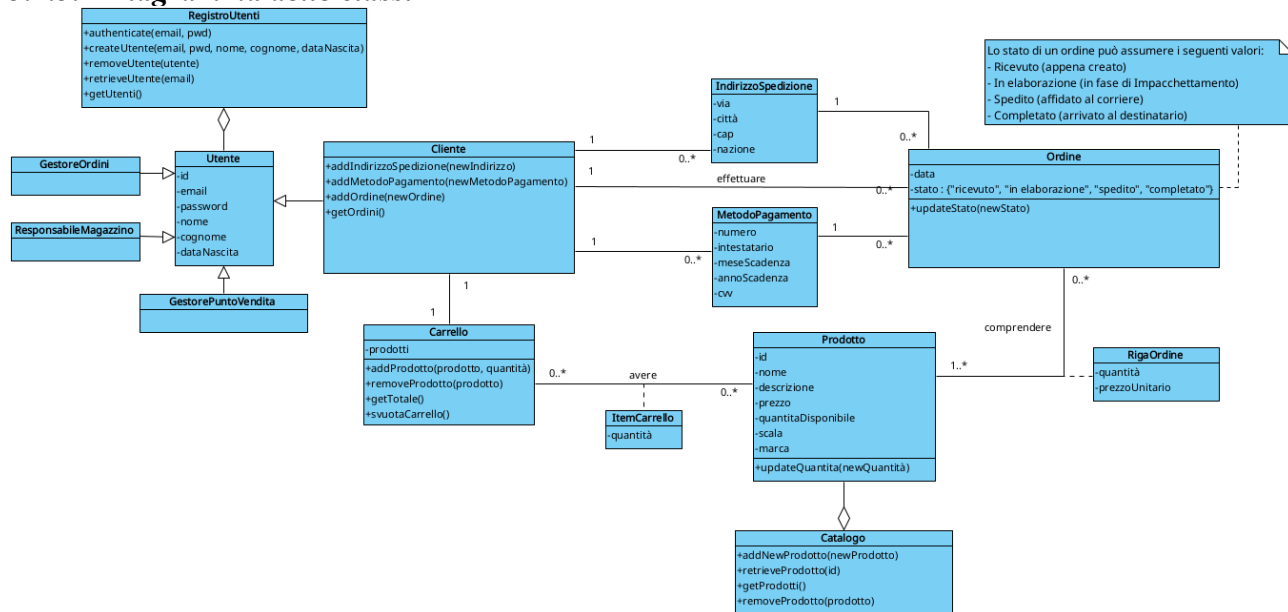 RegistroUtenti
+authenticate(email, pwd)
+createUtente(email, pwd, nome, cognome, dataNascita)
+removeUtente(utente)
+retrieveUtente(email)
+getUtenti()
Lo stato di un ordine può assumere i seguenti valori:
- Ricevuto (appena creato)
- In elaborazione (in fase di Impacchettamento)
- Spedito (affidato al corriere)
- Completato (arrivato al destinatario)
IndirizzoSpedizione
-via
-città
-cap
-nazione
1
0..*
GestoreOrdini
Utente
-id
-email
-password
-nome
-cognome
-dataNascita
ResponsabileMagazzino
GestorePuntoVendita
Cliente
+addIndirizzoSpedizione(newIndirizzo)
+addMetodoPagamento(newMetodoPagamento)
+addOrdine(newOrdine)
+getOrdini()
1
0..*
1
effettuare
0..*
1
0..*
Ordine
-data
-stato : {"ricevuto", "in elaborazione", "spedito", "completato"}
+updateStato(newStato)
MetodoPagamento
-numero
-intestatario
-meseScadenza
-annoScadenza
-cvv
1
0..*
1
1
0..*
comprendere
1..*
Carrello
-prodotti
+addProdotto(prodotto, quantità)
+removeProdotto(prodotto)
+getTotale()
+svuotaCarrello()
0..*
avere
0..*
ItemCarrello
-quantità
Prodotto
-id
-nome
-descrizione
-prezzo
-quantitaDisponibile
-scala
-marca
+updateQuantita(newQuantità)
RigaOrdine
-quantità
-prezzoUnitario
Catalogo
+addNewProdotto(newProdotto)
+retrieveProdotto(id)
+getProdotti()
+removeProdotto(prodotto)